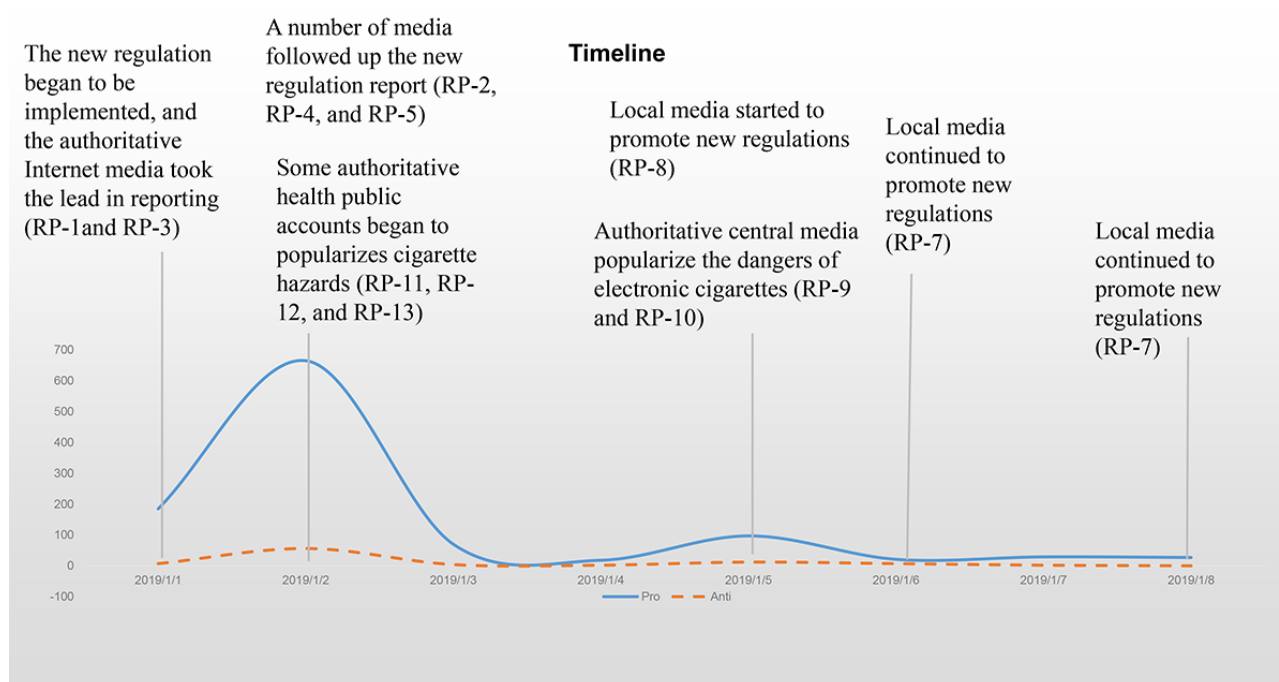 The new regulation
began to be
implemented, and
the authoritative
Internet media took
the lead in reporting
(RP-1and RP-3)
A number of media
followed up the new
regulation report (RP-2,
RP-4, and RP-5)
Some authoritative
health public
accounts began to
popularizes cigarette
hazards (RP-11, RP-
12, and RP-13)
Timeline
Local media started to
promote new regulations
(RP-8)
Authoritative central media
popularize the dangers of
electronic cigarettes (RP-9
and RP-10)
Local media
continued to
promote new
regulations
(RP-7)
Local media
continued to
promote new
regulations
(RP-7)
700
600
500
400
300
200
100
0
-100
2019/1/1 2019/1/2 2019/1/3 2019/1/4 2019/1/5 2019/1/6 2019/1/7 2019/1/8
Pro Anti